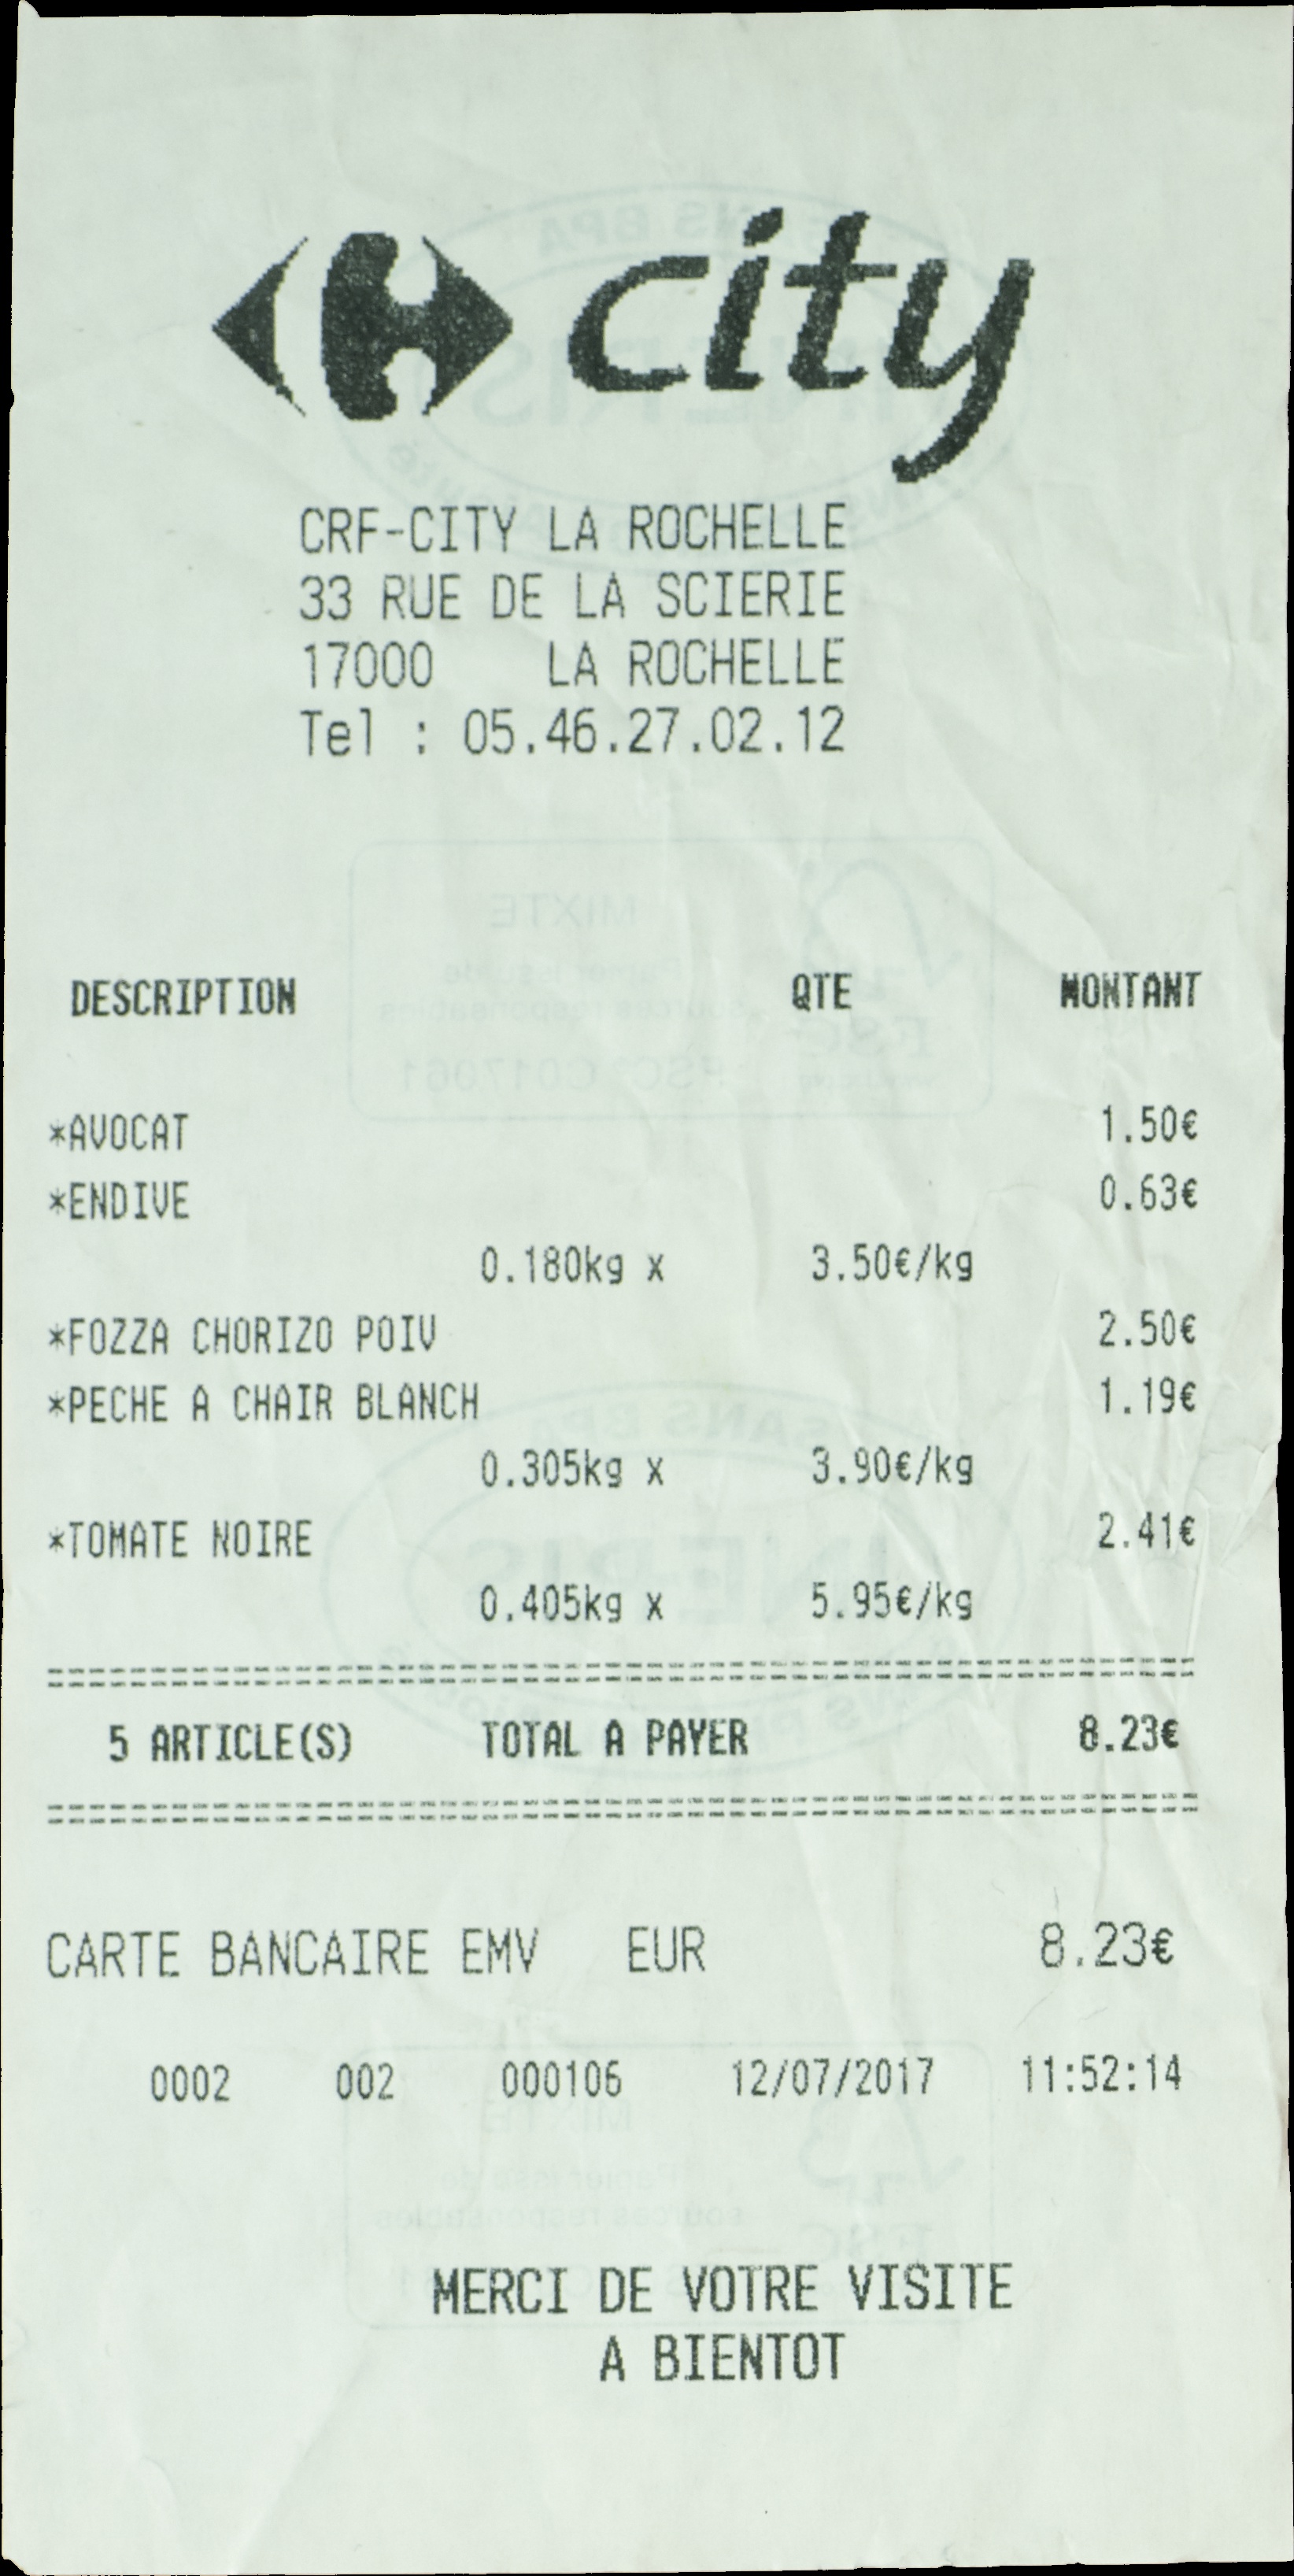 city
CRF-CITY LA ROCHELLE
33 RUE DE LA SCIERIE
17000 LA ROCHELLE
Tel : 05.46.27.02.12
DESCRIPTION QTE MONTANT
*AVOCAT 1.50€
*ENDIVE 0.63€
0.180kg x 3.50€/kg
*FOZZA CHORIZO POIV 2.50€
*PECHE A CHAIR BLANCH 1.19€
0.305kg x 3.90€/kg
*TOMATE NOIRE 2.41€
0.405kg x 5.95€/kg
5 ARTICLE(S) TOTAL A PAYER 8.23€
CARTE BANCAIRE EMV EUR 8.23€
0002 002 000106 12/07/2017 11:52:14
MERCI DE VOTRE VISITE
A BIENTOT